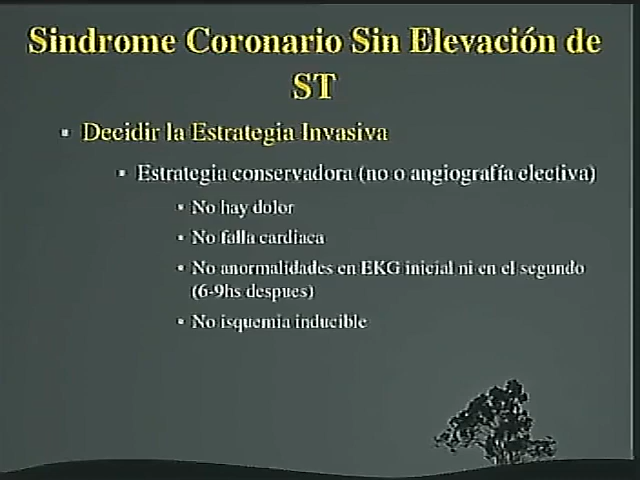 Sindrome Coronario Sin Elevación de
ST
▪ Decidir la Estrategia Invasiva
▪ Estrategia conservadora (no o angiografía electiva)
▪ No hay dolor
▪ No falla cardiaca
▪ No anormalidades en EKG inicial ni en el segundo
(6-9hs despues)
▪ No isquemia inducible